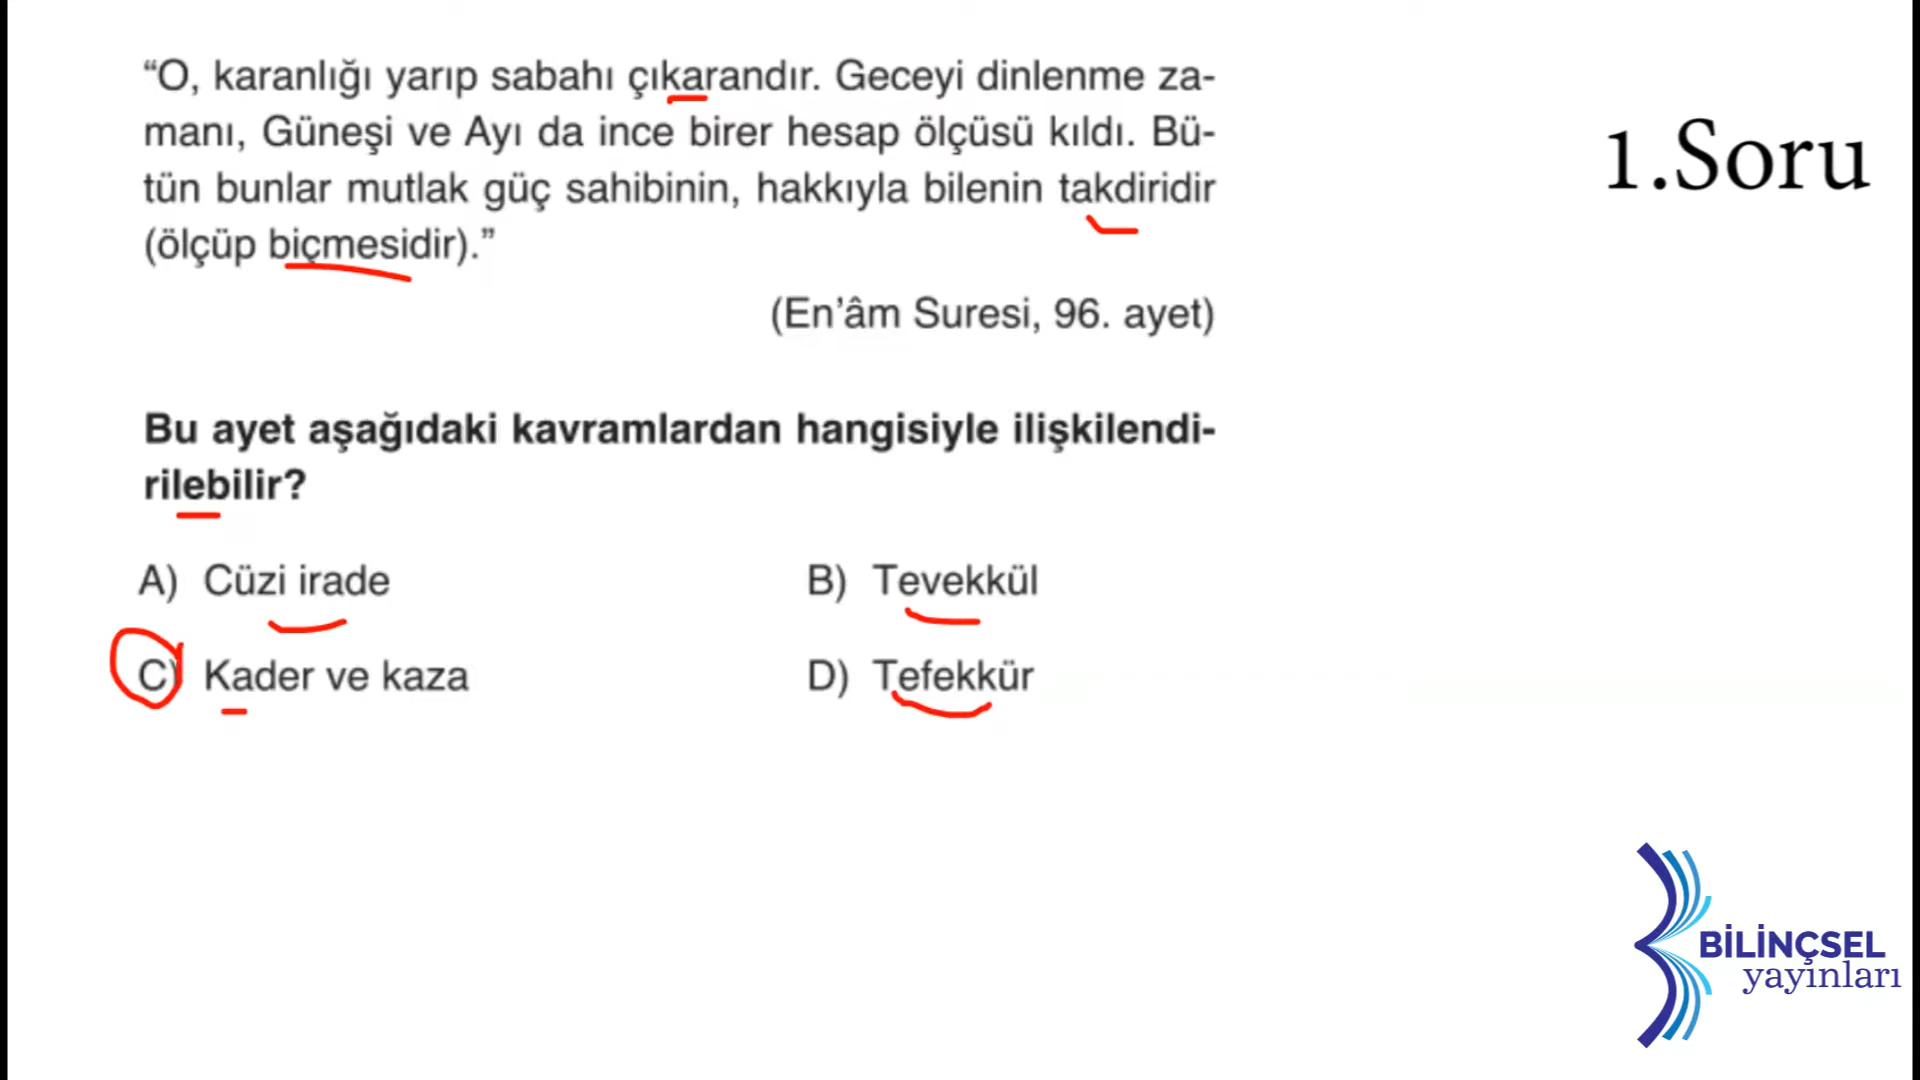 “O, karanlığı yarıp sabahı çıkarandır. Geceyi dinlenme za-
manı, Güneşi ve Ayı da ince birer hesap ölçüsü kıldı. Bü-
tün bunlar mutlak güç sahibinin, hakkıyla bilenin takdiridir
(ölçüp biçmesidir).”
(En’âm Suresi, 96. ayet)
1.Soru
Bu ayet aşağıdaki kavramlardan hangisiyle ilişkilendi-
rilebilir?
A) Cüzi irade
B) Tevekkül
C) Kader ve kaza
D) Tefekkür
BİLİNÇSEL
yayınları